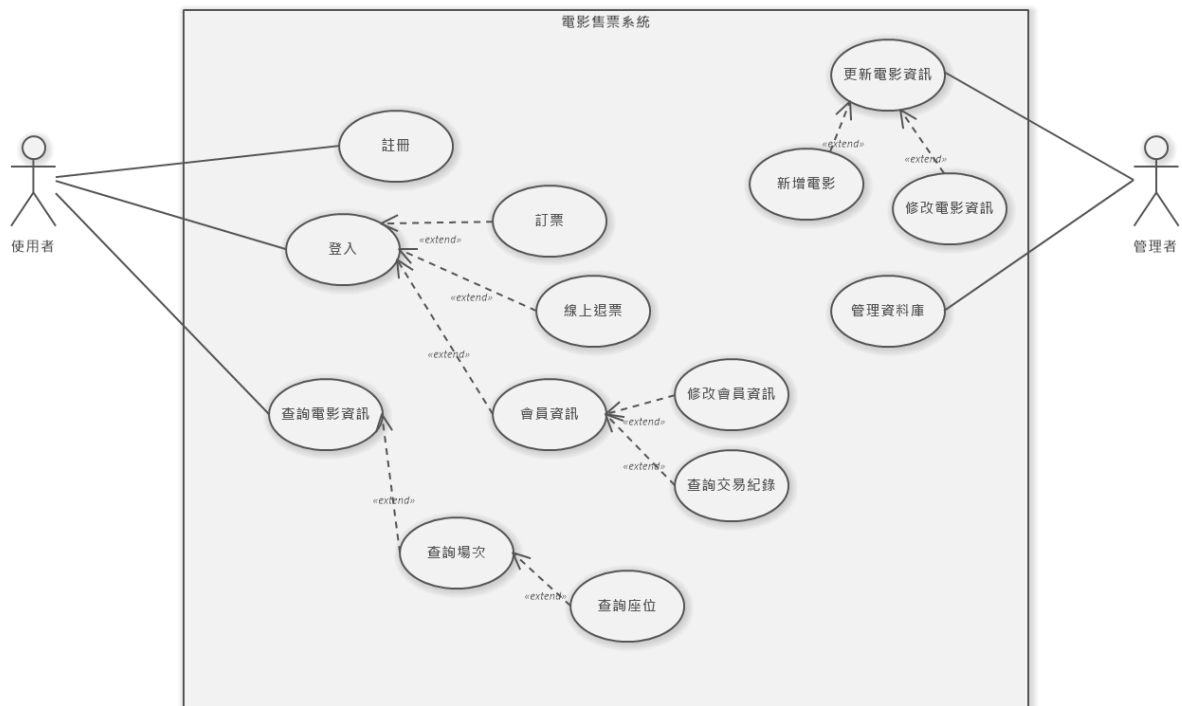 電影售票系統
更新電影資訊
註冊
«extend»
«extend»
新增電影
修改電影資訊
訂票
使用者
管理者
登入
«extend»
«extend»
線上退票
管理資料庫
«extend»
修改會員資訊
查詢電影資訊
會員資訊
«extend»
«extend»
查詢交易紀錄
«extend»
查詢場次
«extend»
查詢座位